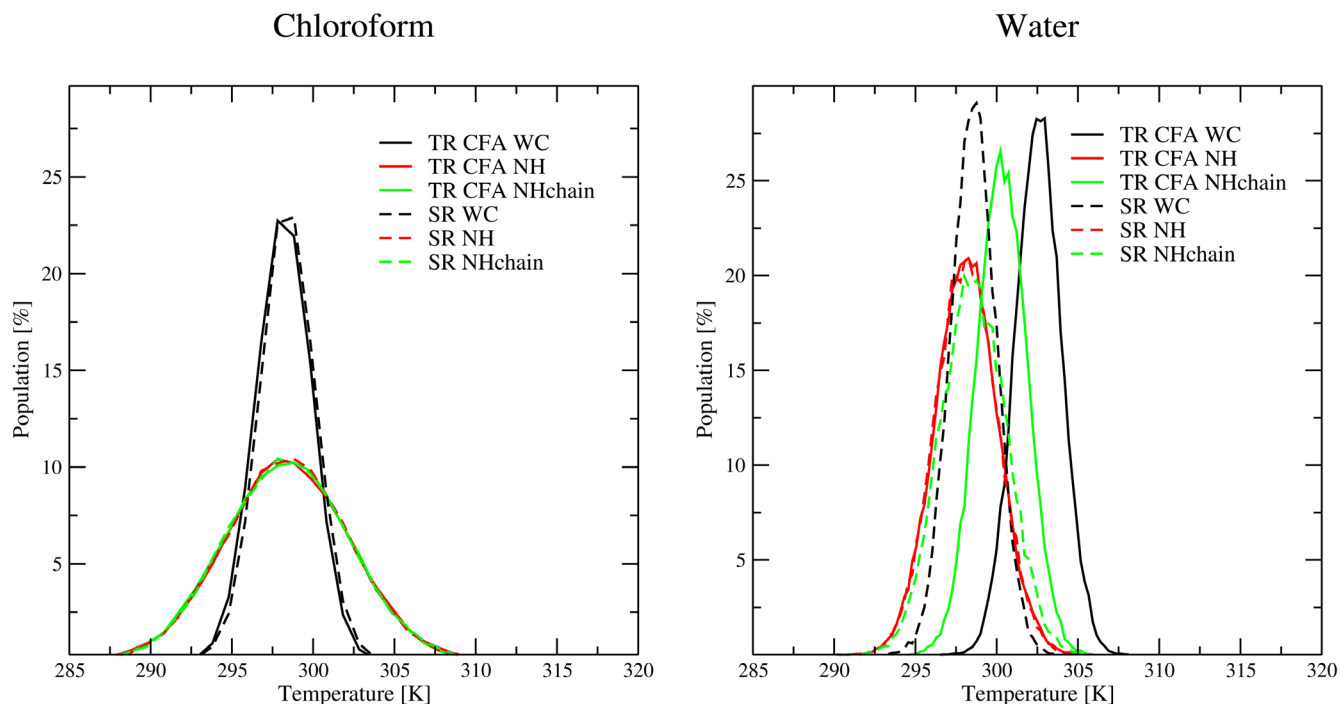 Chloroform
TR CFA WC
TR CFA NH
TR CFA NHchain
SR WC
SR NH
SR NHchain
25
20
15
10
5
Population [%]
285 290 295 300 305 310 315 320
Temperature [K]
Water
TR CFA WC
TR CFA NH
TR CFA NHchain
SR WC
SR NH
SR NHchain
25
20
15
10
5
Population [%]
285 290 295 300 305 310 315 320
Temperature [K]